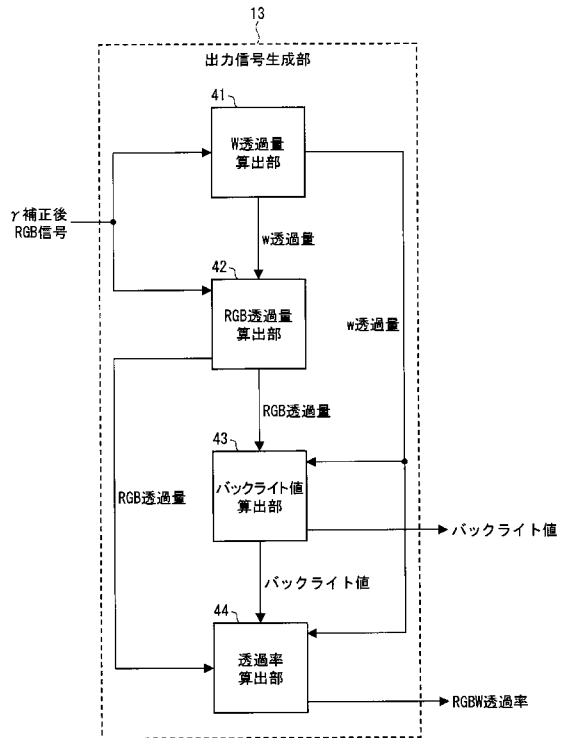 13
出力信号生成部
41
W透過量
算出部
γ補正後
RGB信号
w透過量
42
RGB透過量
算出部
w透過量
RGB透過量
43
バックライト値
算出部
RGB透過量
バックライト値
バックライト値
44
透過率
算出部
RGBW透過率